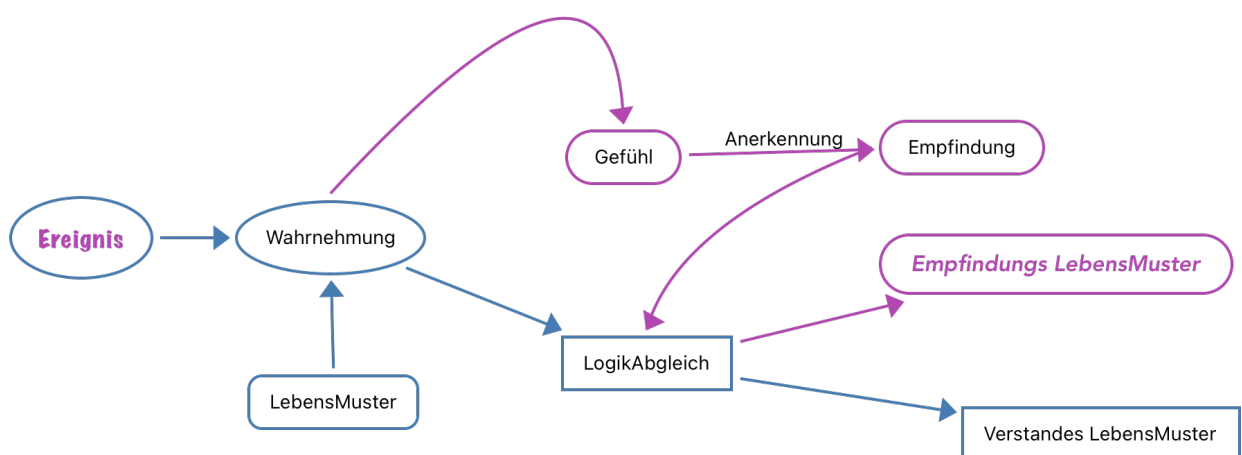 Anerkennung
Gefühl
Empfindung
Ereignis
Wahrnehmung
Empfindungs LebensMuster
LogikAbgleich
LebensMuster
Verstandes LebensMuster